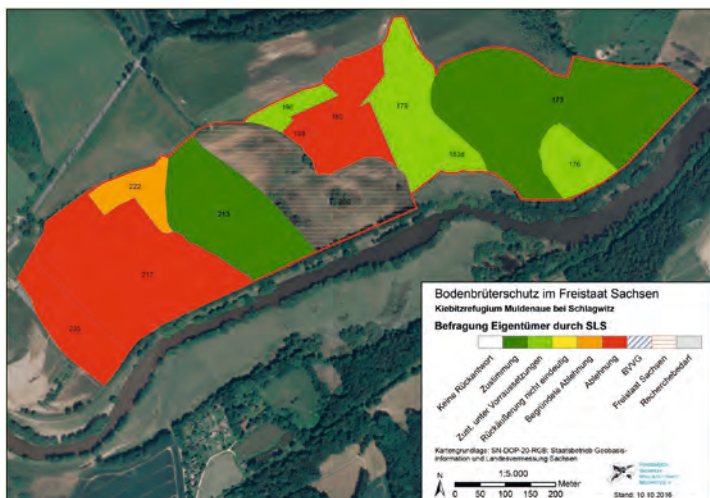 179
173
180
176
183d
222
213
217
Bodenbrüterschutz im Freistaat Sachsen
Kiebitzrefugium Muldenaue bei Schlagwitz
Befragung Eigentümer durch SLS
Keine Rückantwort
Zustimmung
Zust. unter Vorraussetzungen
Rückäußerung nicht eindeutig
Begründete Ablehnung
Ablehnung
BVVG
Freistaat Sachsen
Recherchebedarf
Kartengrundlage: SN-DOP-20-RGB: Staatsbetrieb Geobasis-
Information und Landesvermessung Sachsen
N
1:5.000
0 50 100 150 200 Meter
Stand: 10.10.2016